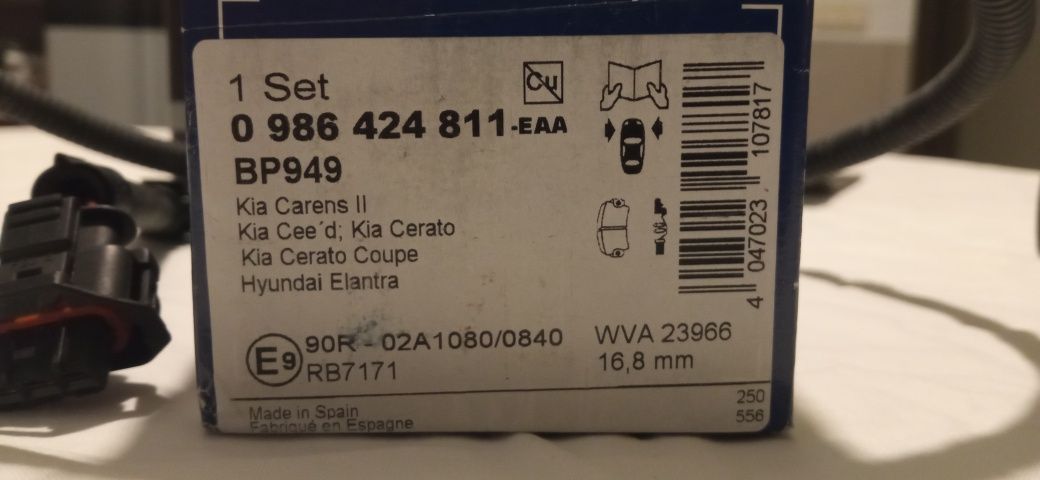 1 Set
Cu
0 986 424 811-EAA
BP949
Kia Carens II
Kia Cee´d; Kia Cerato
Kia Cerato Coupe
Hyundai Elantra
E9 90R - 02A1080/0840
RB7171
WVA 23966
16,8 mm
Made in Spain
Fabriqué en Espagne
250
556
4 047023 107817